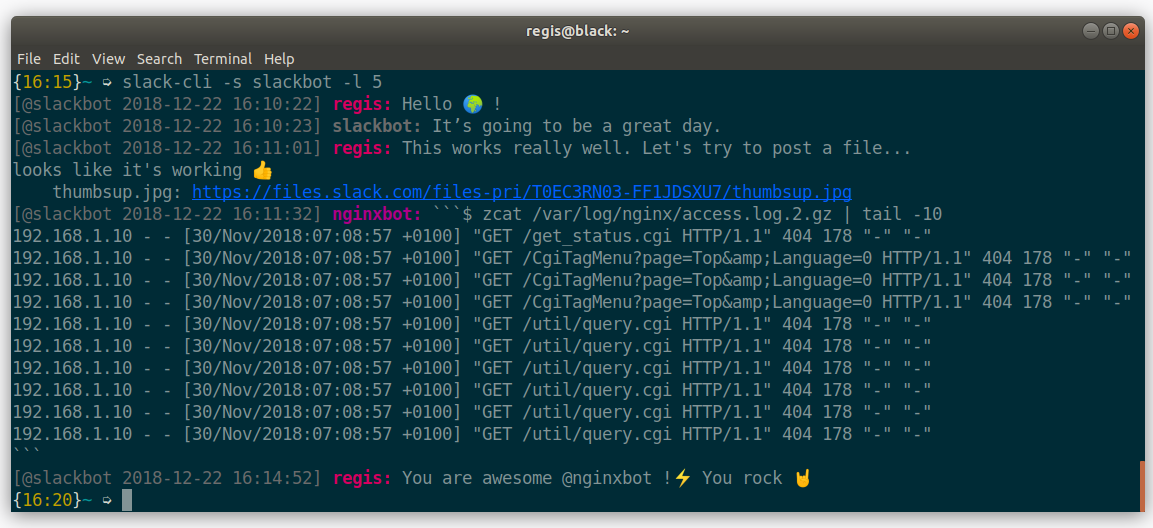 regis@black: ~
File Edit View Search Terminal Help
{16:15}~ ➭ slack-cli -s slackbot -l 5
[@slackbot 2018-12-22 16:10:22] regis: Hello 🌍 !
[@slackbot 2018-12-22 16:10:23] slackbot: It’s going to be a great day.
[@slackbot 2018-12-22 16:11:01] regis: This works really well. Let's try to post a file...
looks like it's working 👍
    thumbsup.jpg: https://files.slack.com/files-pri/T0EC3RN03-FF1JDSXU7/thumbsup.jpg
[@slackbot 2018-12-22 16:11:32] nginxbot: ```$ zcat /var/log/nginx/access.log.2.gz | tail -10
192.168.1.10 - - [30/Nov/2018:07:08:57 +0100] "GET /get_status.cgi HTTP/1.1" 404 178 "-" "-"
192.168.1.10 - - [30/Nov/2018:07:08:57 +0100] "GET /CgiTagMenu?page=Top&amp;Language=0 HTTP/1.1" 404 178 "-" "-"
192.168.1.10 - - [30/Nov/2018:07:08:57 +0100] "GET /CgiTagMenu?page=Top&amp;Language=0 HTTP/1.1" 404 178 "-" "-"
192.168.1.10 - - [30/Nov/2018:07:08:57 +0100] "GET /CgiTagMenu?page=Top&amp;Language=0 HTTP/1.1" 404 178 "-" "-"
192.168.1.10 - - [30/Nov/2018:07:08:57 +0100] "GET /util/query.cgi HTTP/1.1" 404 178 "-" "-"
192.168.1.10 - - [30/Nov/2018:07:08:57 +0100] "GET /util/query.cgi HTTP/1.1" 404 178 "-" "-"
192.168.1.10 - - [30/Nov/2018:07:08:57 +0100] "GET /util/query.cgi HTTP/1.1" 404 178 "-" "-"
192.168.1.10 - - [30/Nov/2018:07:08:57 +0100] "GET /util/query.cgi HTTP/1.1" 404 178 "-" "-"
192.168.1.10 - - [30/Nov/2018:07:08:57 +0100] "GET /util/query.cgi HTTP/1.1" 404 178 "-" "-"
192.168.1.10 - - [30/Nov/2018:07:08:57 +0100] "GET /util/query.cgi HTTP/1.1" 404 178 "-" "-"
```
[@slackbot 2018-12-22 16:14:52] regis: You are awesome @nginxbot !⚡ You rock 🤘
{16:20}~ ➭